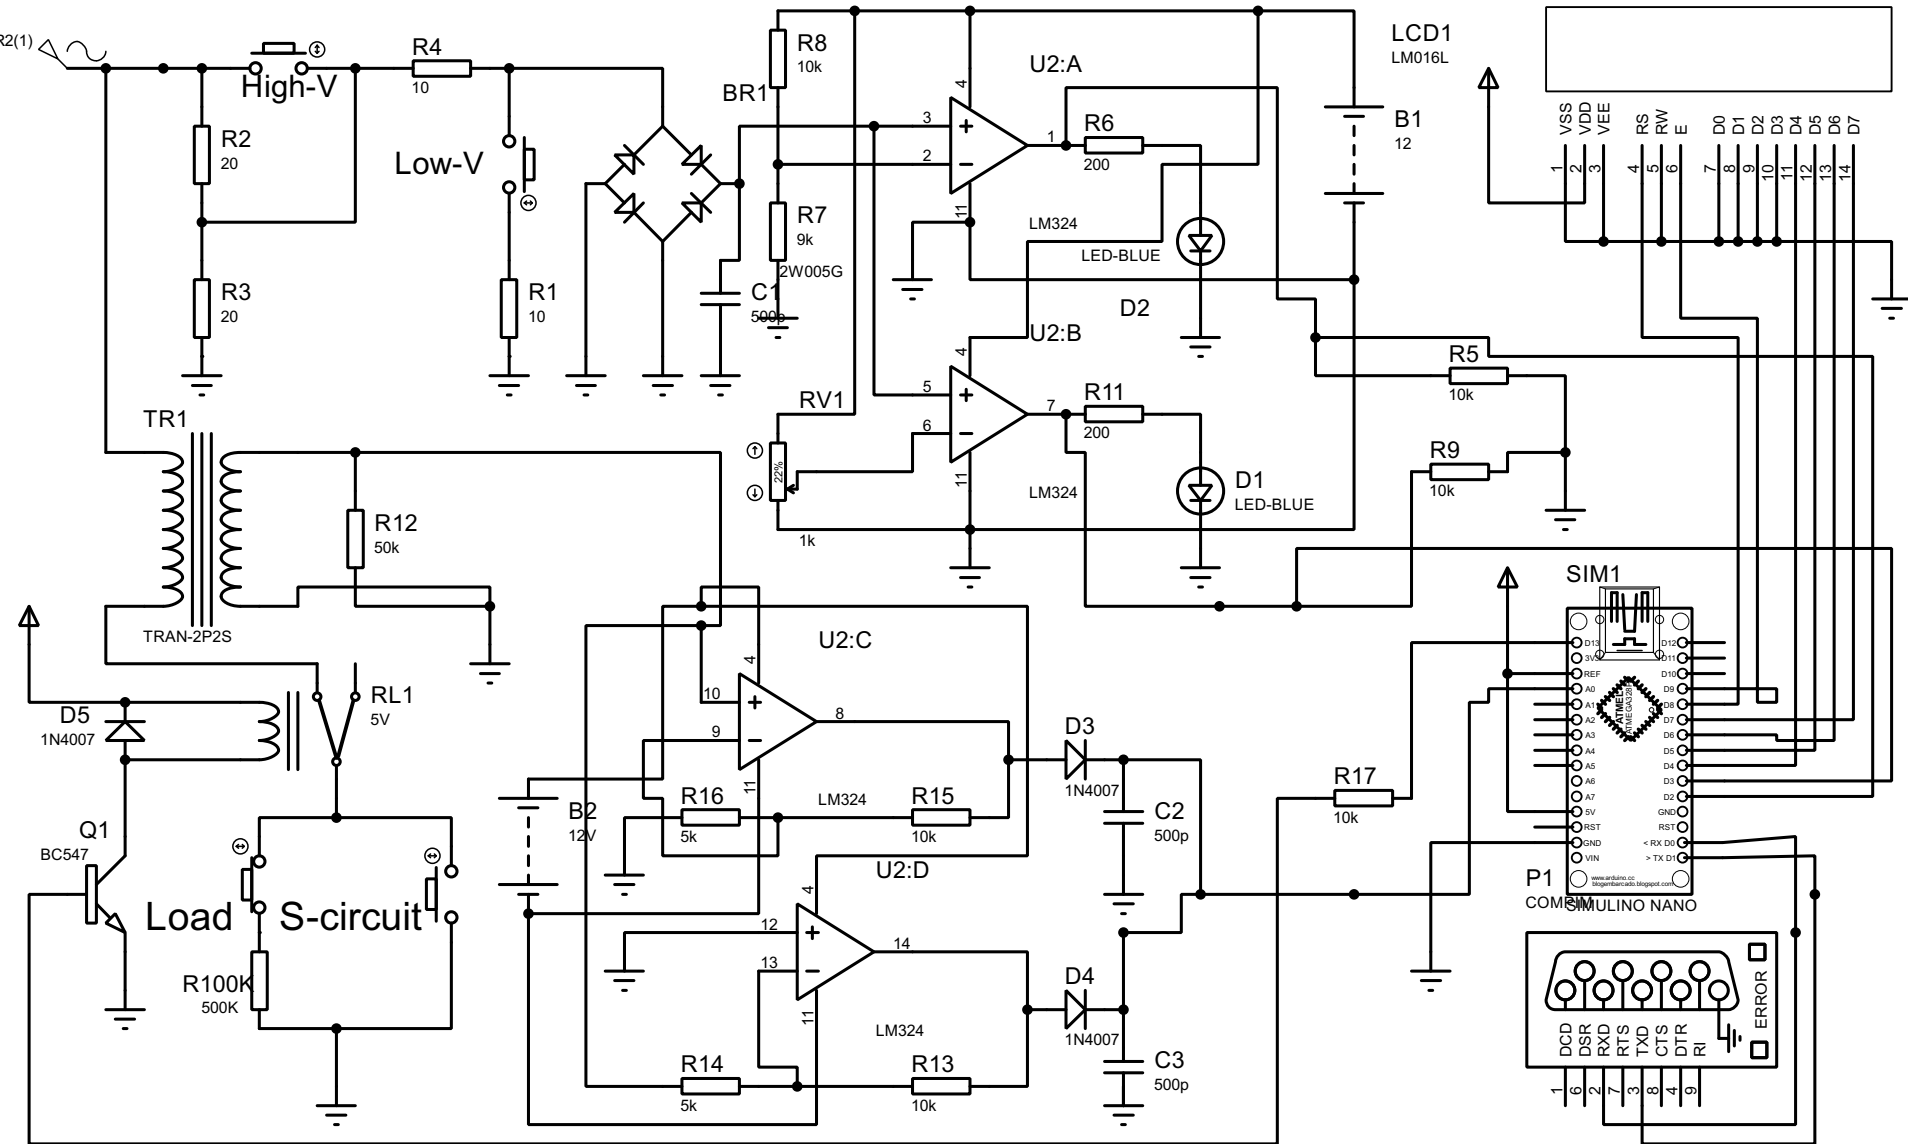 R2(1)
High-V
R4
10
R2
20
R3
20
Low-V
R1
10
BR1
2W005G
C1
500p
R8
10k
R7
9k
U2:A
3
2
1
4
11
LM324
R6
200
LED-BLUE
D2
B1
12
U2:B
5
6
7
4
11
LM324
R11
200
D1
LED-BLUE
RV1
22%
1k
R5
10k
R9
10k
LCD1
LM016L
VSS
VDD
VEE
RS
RW
E
D0
D1
D2
D3
D4
D5
D6
D7
1
2
3
4
5
6
7
8
9
10
11
12
13
14
TR1
TRAN-2P2S
R12
50k
D5
1N4007
RL1
5V
Q1
BC547
Load
S-circuit
R100K
500K
U2:C
10
9
8
4
11
LM324
B2
12V
R16
5k
R15
10k
D3
1N4007
C2
500p
U2:D
12
13
14
4
11
LM324
R14
5k
R13
10k
D4
1N4007
C3
500p
R17
10k
SIM1
D13
3V3
REF
A0
A1
A2
A3
A4
A5
A6
A7
5V
RST
GND
VIN
D12
D11
D10
D9
D8
D7
D6
D5
D4
D3
D2
GND
RST
< RX D0
> TX D1
ATMEL
www.arduino.cc
blogembarcado.blogspot.com
SIMULINO NANO
P1
COMPIM
ERROR
DCD
DSR
RXD
RTS
TXD
CTS
DTR
RI
1
6
2
7
3
8
4
9